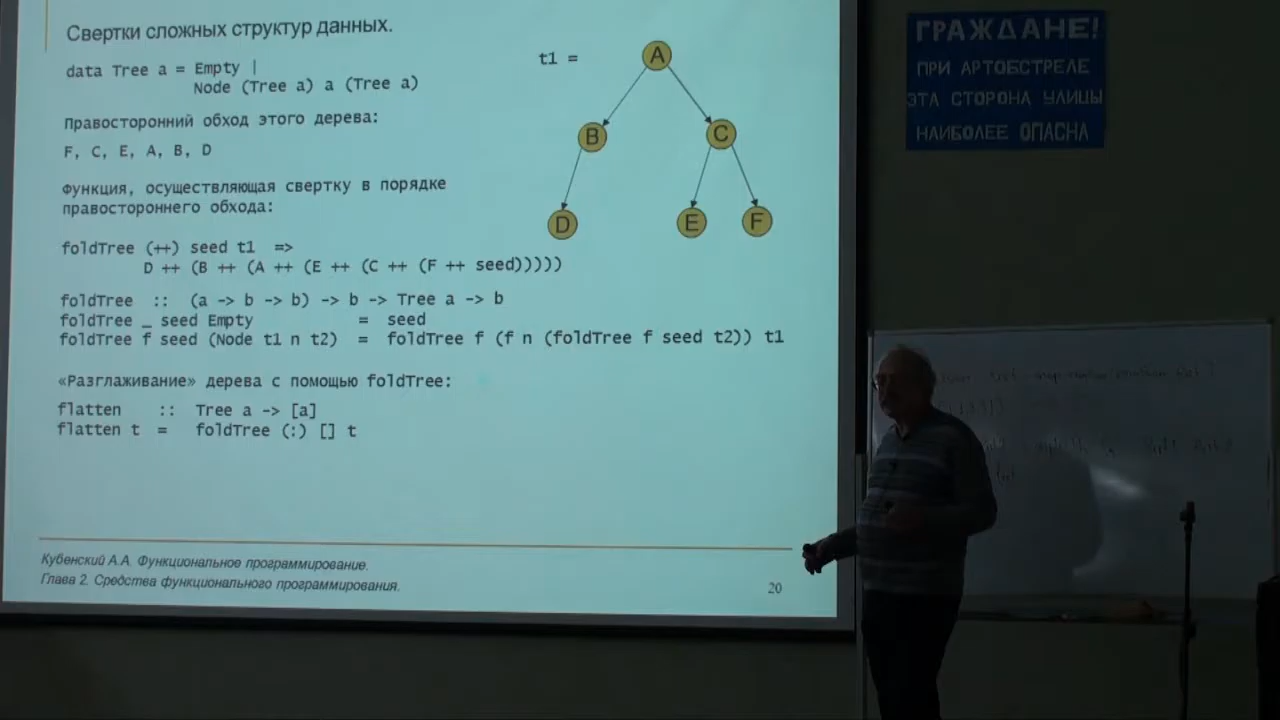 Свертки сложных структур данных.
data Tree a = Empty |
Node (Tree a) a (Tree a)
Правосторонний обход этого дерева:
F, C, E, A, B, D
Функция, осуществляющая свертку в порядке
правостороннего обхода:
foldTree (++) seed t1 =>
D ++ (B ++ (A ++ (E ++ (C ++ (F ++ seed)))))
foldTree :: (a -> b -> b) -> b -> Tree a -> b
foldTree _ seed Empty = seed
foldTree f seed (Node t1 n t2) = foldTree f (f n (foldTree f seed t2)) t1
«Разглаживание» дерева с помощью foldTree:
flatten :: Tree a -> [a]
flatten t = foldTree (:) [] t
t1 =
A
B C
D E F
Кубенский А.А. Функциональное программирование.
Глава 2. Средства функционального программирования.
20
ГРАЖДАНЕ!
ПРИ АРТОБСТРЕЛЕ
ЭТА СТОРОНА УЛИЦЫ
НАИБОЛЕЕ ОПАСНА